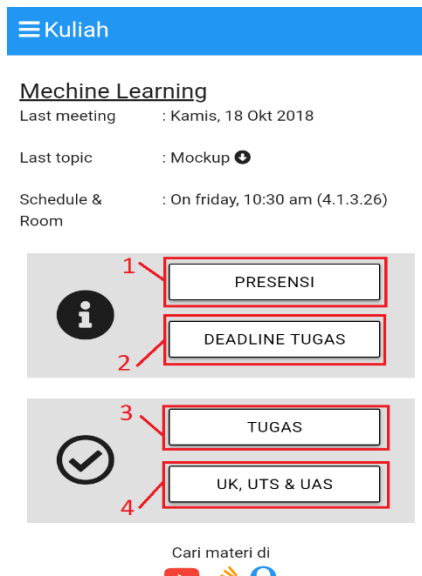 Kuliah
Mechine Learning
Last meeting : Kamis, 18 Okt 2018
Last topic : Mockup
Schedule & : On friday, 10:30 am (4.1.3.26)
Room
1
PRESENSI
DEADLINE TUGAS
2
3
TUGAS
UK, UTS & UAS
4
Cari materi di